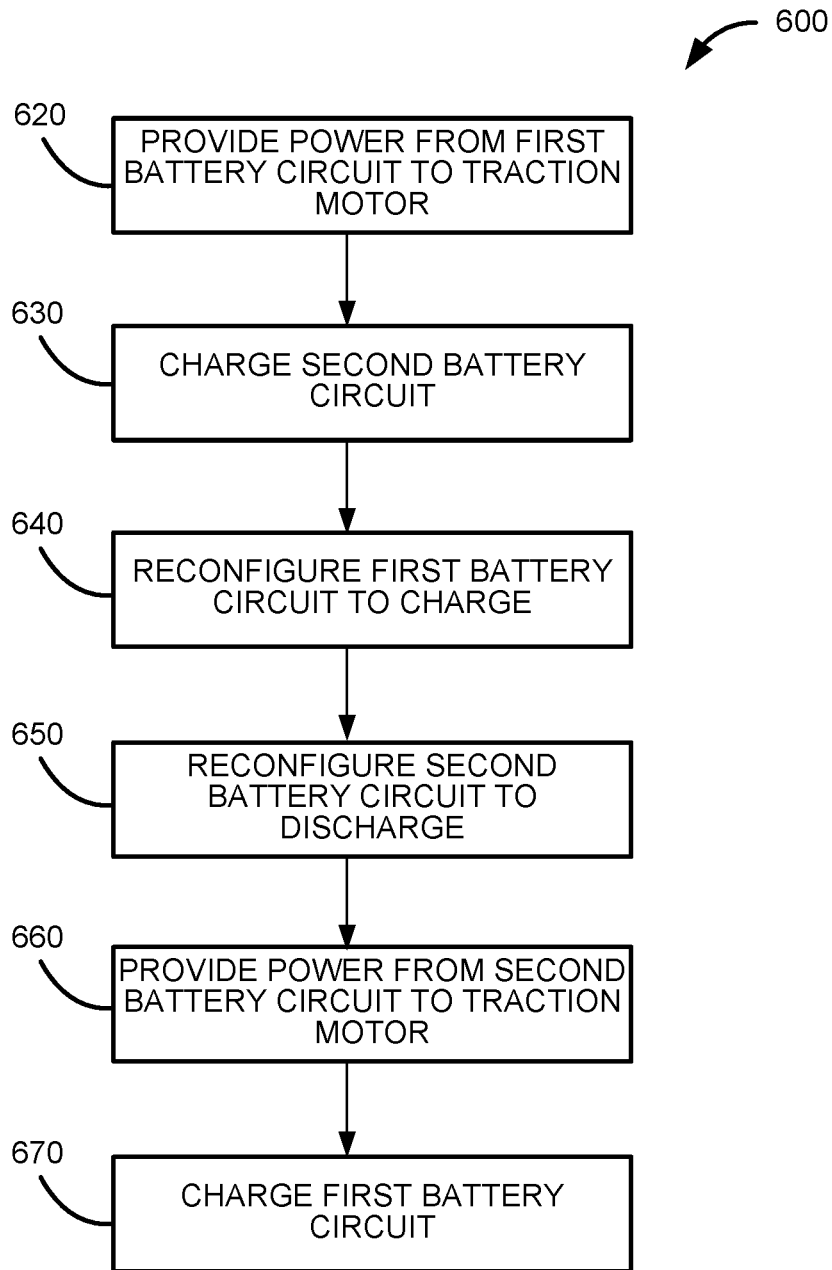 600
620
PROVIDE POWER FROM FIRST
BATTERY CIRCUIT TO TRACTION
MOTOR
630
CHARGE SECOND BATTERY
CIRCUIT
640
RECONFIGURE FIRST BATTERY
CIRCUIT TO CHARGE
650
RECONFIGURE SECOND
BATTERY CIRCUIT TO
DISCHARGE
660
PROVIDE POWER FROM SECOND
BATTERY CIRCUIT TO TRACTION
MOTOR
670
CHARGE FIRST BATTERY
CIRCUIT